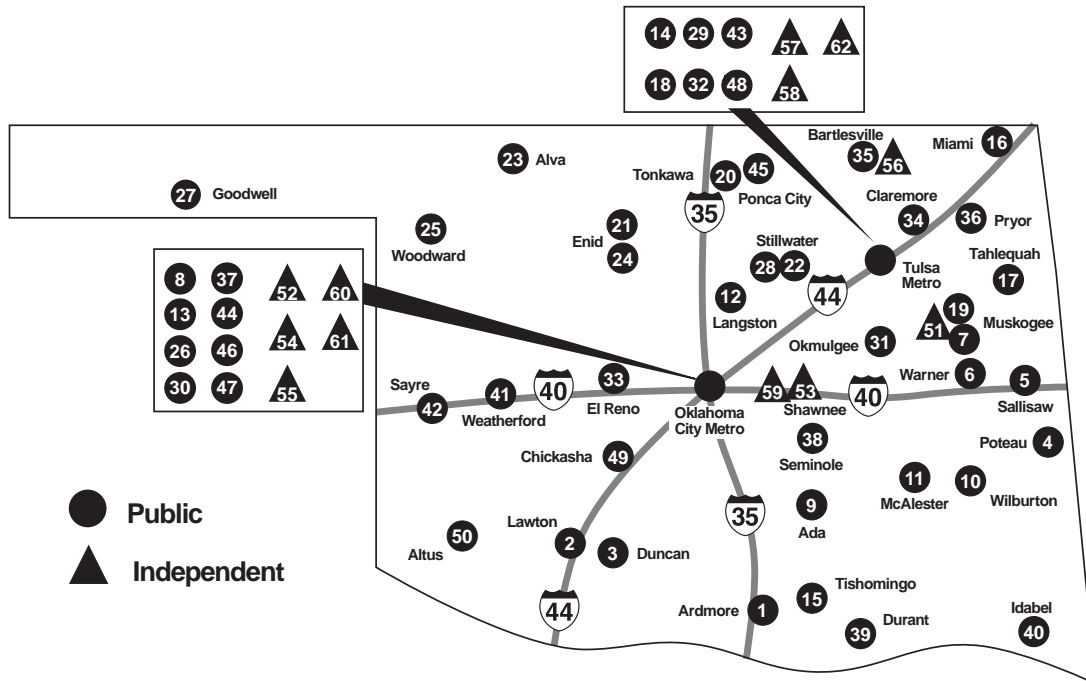 14 29 43 57 62
18 32 48 58
Bartlesville
35 56
Miami 16
23 Alva
Tonkawa 20 45
Ponca City
Claremore
34
36 Pryor
27 Goodwell
35
25
Woodward
21
Enid
24
Stillwater
28 22
Tulsa
Metro
Tahlequah
17
12
Langston
44
8 37 52 60
13 44 54 61
26 46
30 47 55
19
51 Muskogee
7
Okmulgee 31
Warner 6
5
Sallisaw
Sayre
42
41
Weatherford
40
33
El Reno
Oklahoma
City Metro
59 53
Shawnee
40
38
Seminole
Poteau 4
Chickasha 49
11
McAlester
10
Wilburton
9
Ada
35
Public
Independent
50
Altus
Lawton
2
3 Duncan
44
Ardmore 1
Tishomingo
15
Durant
39
Idabel
40